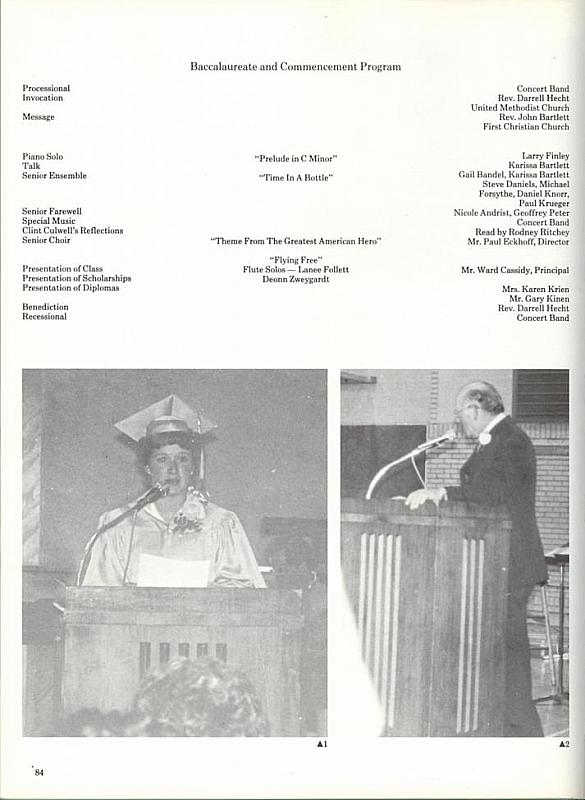 Baccalaureate and Commencement Program
Processional Concert Band
Invocation Rev. Darrell Hecht
United Methodist Church
Message Rev. John Bartlett
First Christian Church
Piano Solo "Prelude in C Minor" Larry Finley
Talk Karissa Bartlett
Senior Ensemble "Time In A Bottle" Gail Bandel, Karissa Bartlett
Steve Daniels, Michael
Forsythe, Daniel Knorr,
Paul Krueger
Senior Farewell Nicole Andrist, Geoffrey Peter
Special Music Concert Band
Clint Culwell's Reflections Read by Rodney Ritchey
Senior Choir "Theme From The Greatest American Hero" Mr. Paul Eckhoff, Director
"Flying Free"
Presentation of Class Flute Solos — Lanee Follett Mr. Ward Cassidy, Principal
Presentation of Scholarships Deonn Zweygardt
Presentation of Diplomas Mrs. Karen Krien
Mr. Gary Kinen
Benediction Rev. Darrell Hecht
Recessional Concert Band
▲1
▲2
84